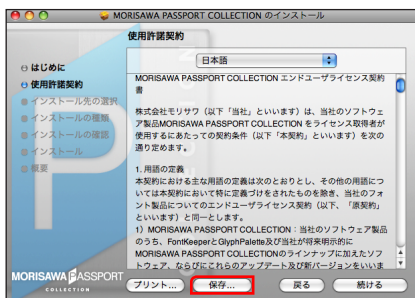 MORISAWA PASSPORT COLLECTION のインストール
使用許諾契約
日本語
はじめに
使用許諾契約
インストール先の選択
インストールの種類
インストールの確認
インストール
概要
MORISAWA PASSPORT COLLECTION エンドユーザライセンス契約
書
株式会社モリサワ（以下「当社」といいます）は、当社のソフトウェ
ア製品MORISAWA PASSPORT COLLECTION をライセンス取得者が
使用するにあたっての契約条件（以下「本契約」といいます）を次の
通り定めます。
1. 用語の定義
本契約における主な用語の定義は次のとおりとし、その他の用語につ
いては本契約において特に定義づけをされたものを除き、当社のフォ
ント製品についてのエンドユーザライセンス契約（以下、「原契約」
といいます）と同一とします。
1）MORISAWA PASSPORT COLLECTION：当社のソフトウェア製品
のうち、FontKeeperとGlyphPalette及び当社が将来明示的に
MORISAWA PASSPORT COLLECTIONのラインナップに加えたソフ
トウェア、ならびにこれらのアップデート及び新バージョンをいいま
MORISAWA PASSPORT
COLLECTION
プリント...
保存...
戻る
続ける